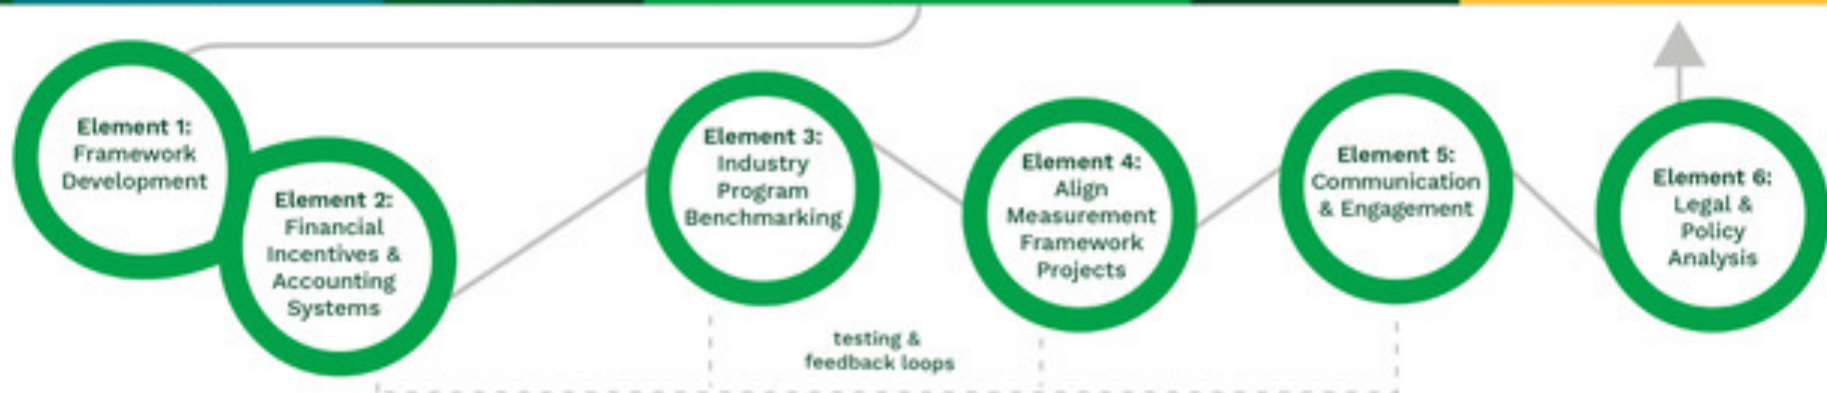 Element 1:
Framework
Development
Element 2:
Financial
Incentives &
Accounting
Systems
Element 3:
Industry
Program
Benchmarking
Element 4:
Align
Measurement
Framework
Projects
Element 5:
Communication
& Engagement
Element 6:
Legal &
Policy
Analysis
testing &
feedback loops